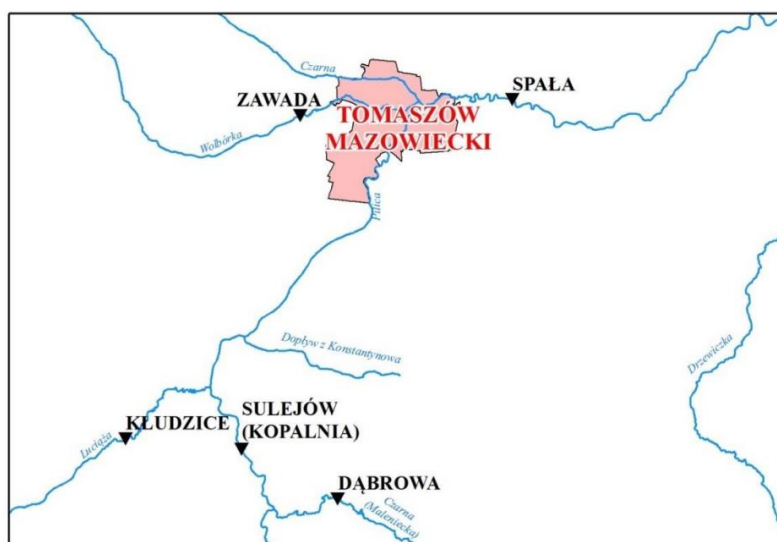 Czarna
SPAŁA
ZAWADA
TOMASZÓW
MAZOWIECKI
Wolbórka
Pilica
Dopływ z Konstantynowa
Drzewiczka
SULEJÓW
(KOPALNIA)
KŁUDZICE
Luciąża
DĄBROWA
Czarna
(Maleniecka)